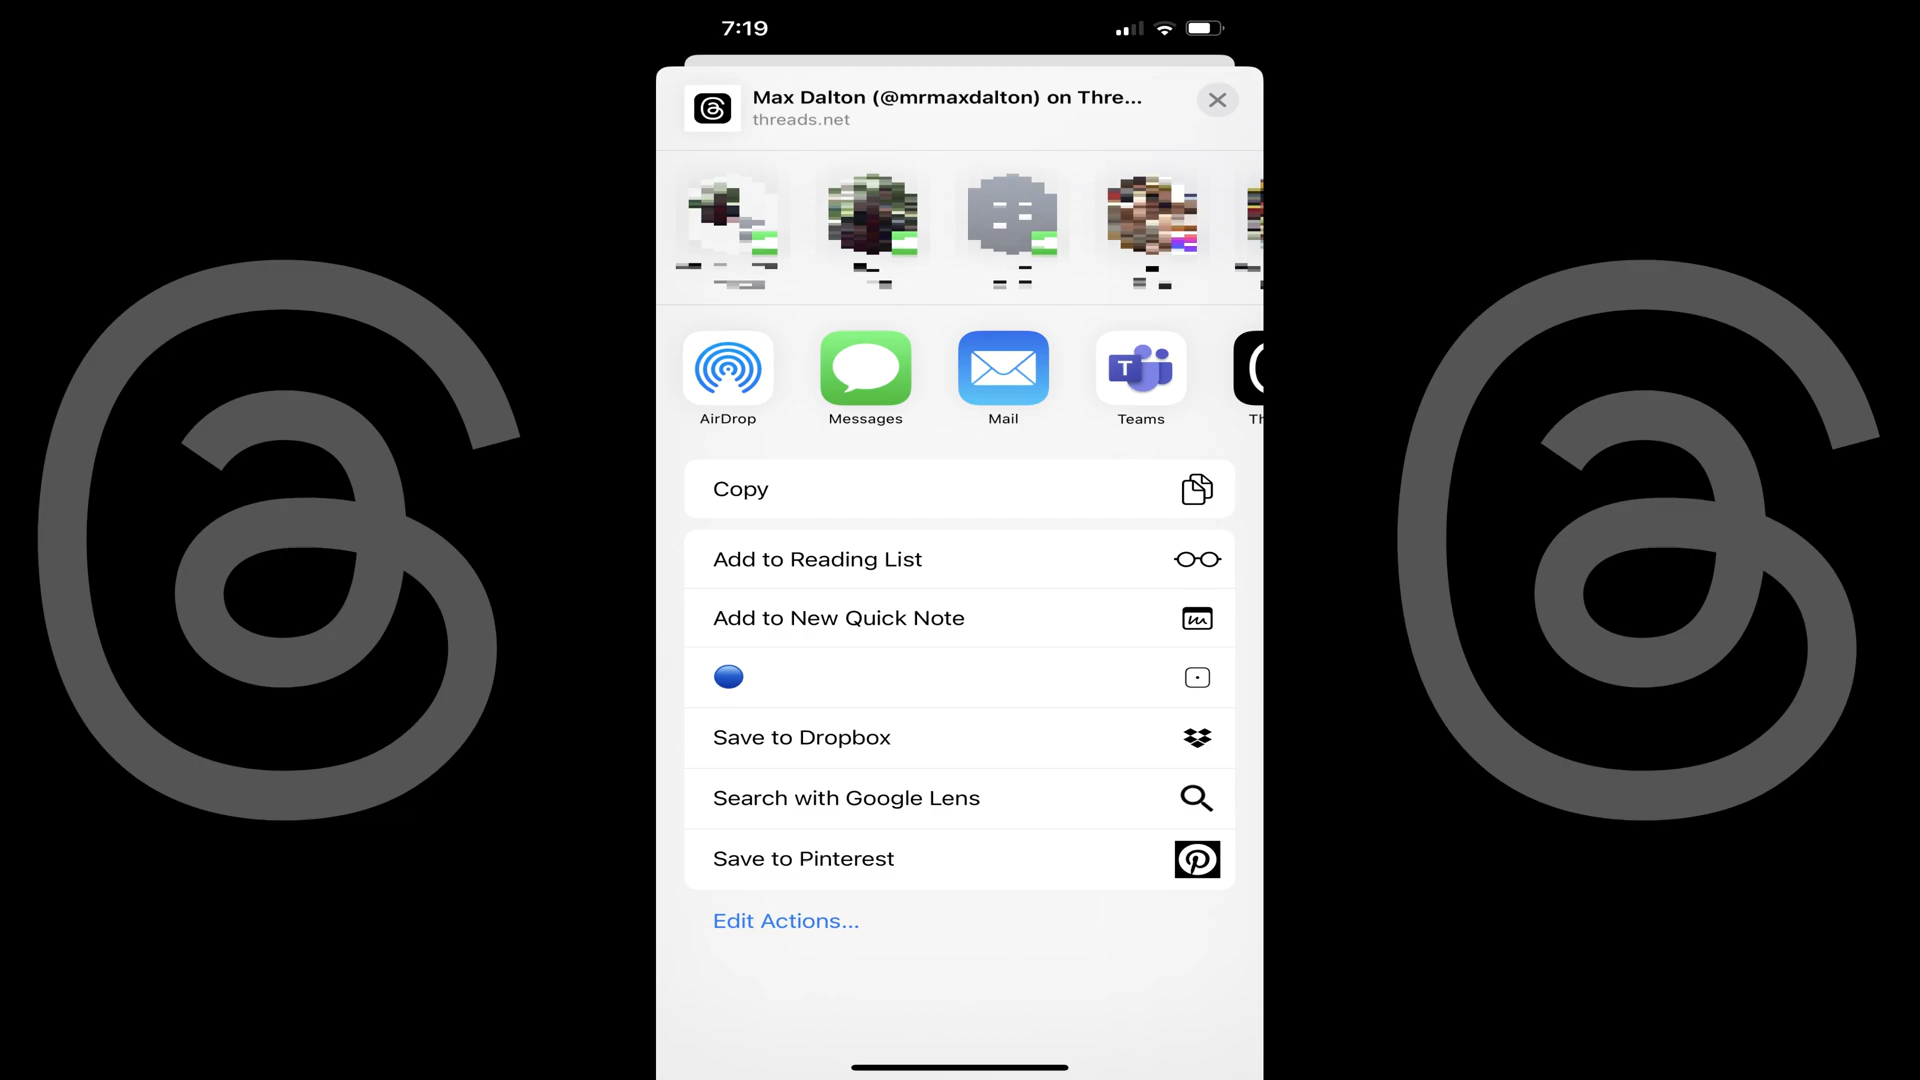 7:19
Max Dalton (@mrmaxdalton) on Thre...
threads.net
AirDrop
Messages
Mail
Teams
Th
Copy
Add to Reading List
Add to New Quick Note
Save to Dropbox
Search with Google Lens
Save to Pinterest
Edit Actions...